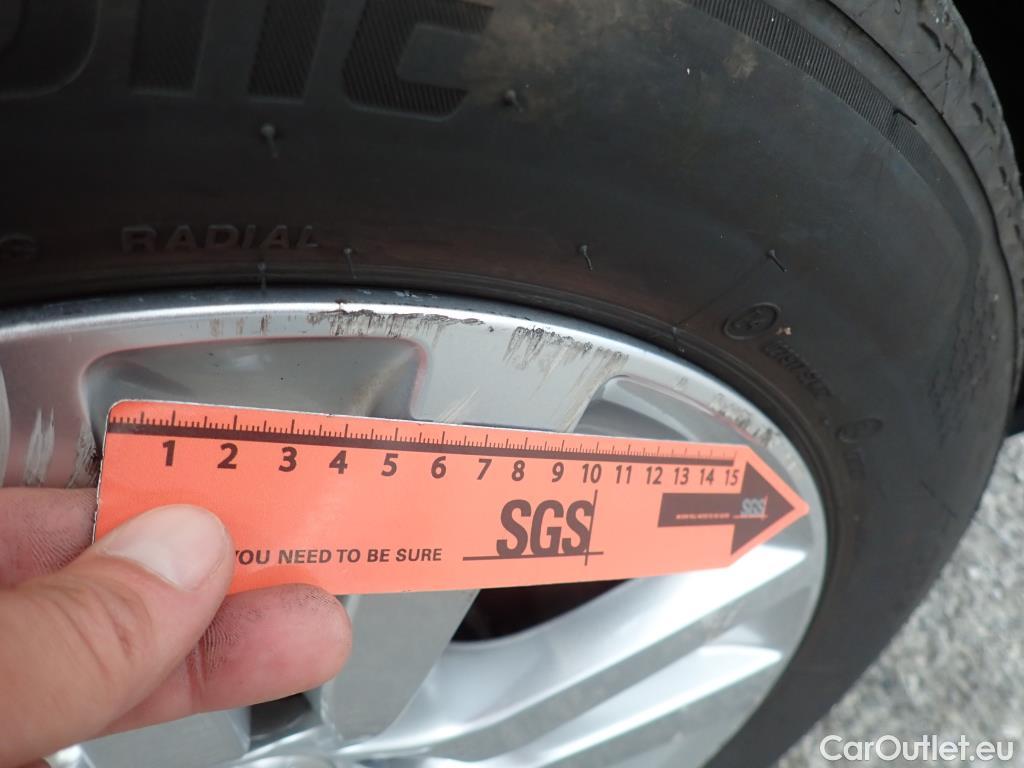 RADIAL
1 2 3 4 5 6 7 8 9 10 11 12 13 14 15
SGS
SGS
YOU NEED TO BE SURE
CarOutlet.eu